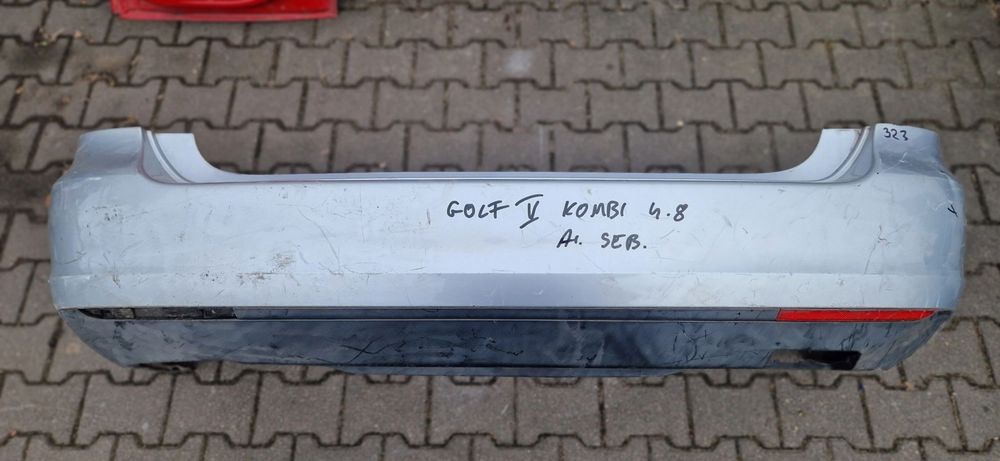 323
GOLF V KOMBI 4.8
A1. SEB.